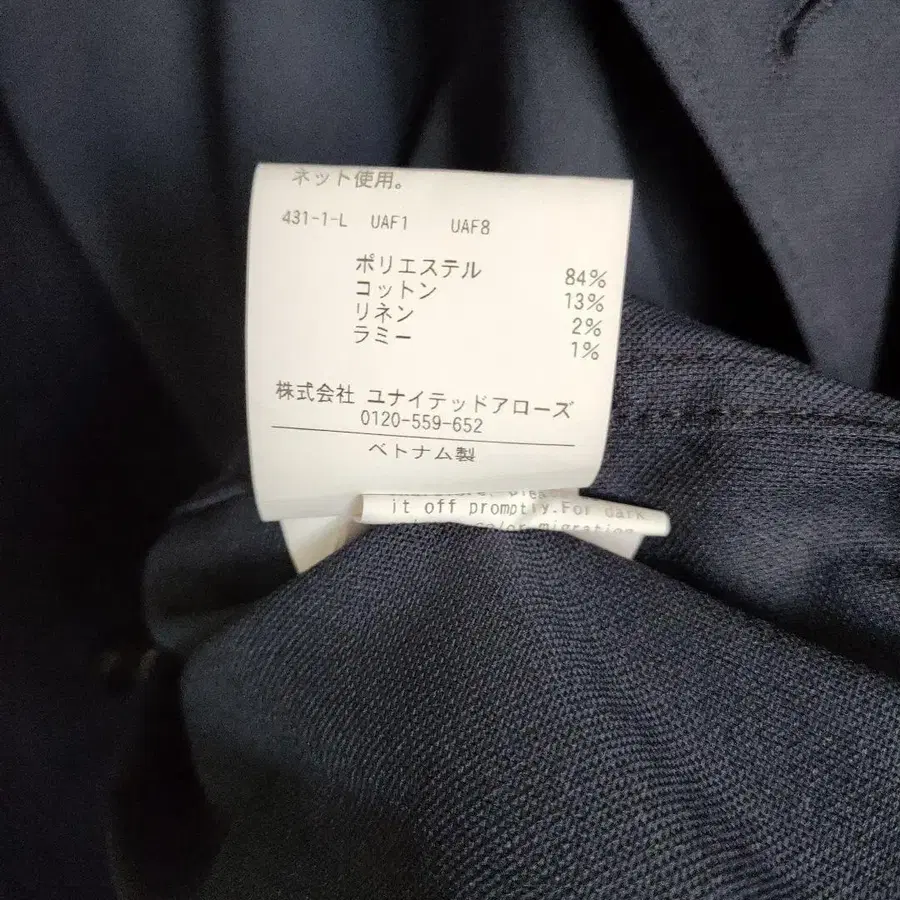 ネット使用。
431-1-L UAF1 UAF8
ポリエステル 84%
コットン 13%
リネン 2%
ラミー 1%
株式会社 ユナイテッドアローズ
0120-559-652
ベトナム製
it off promptly.For dark
color migration